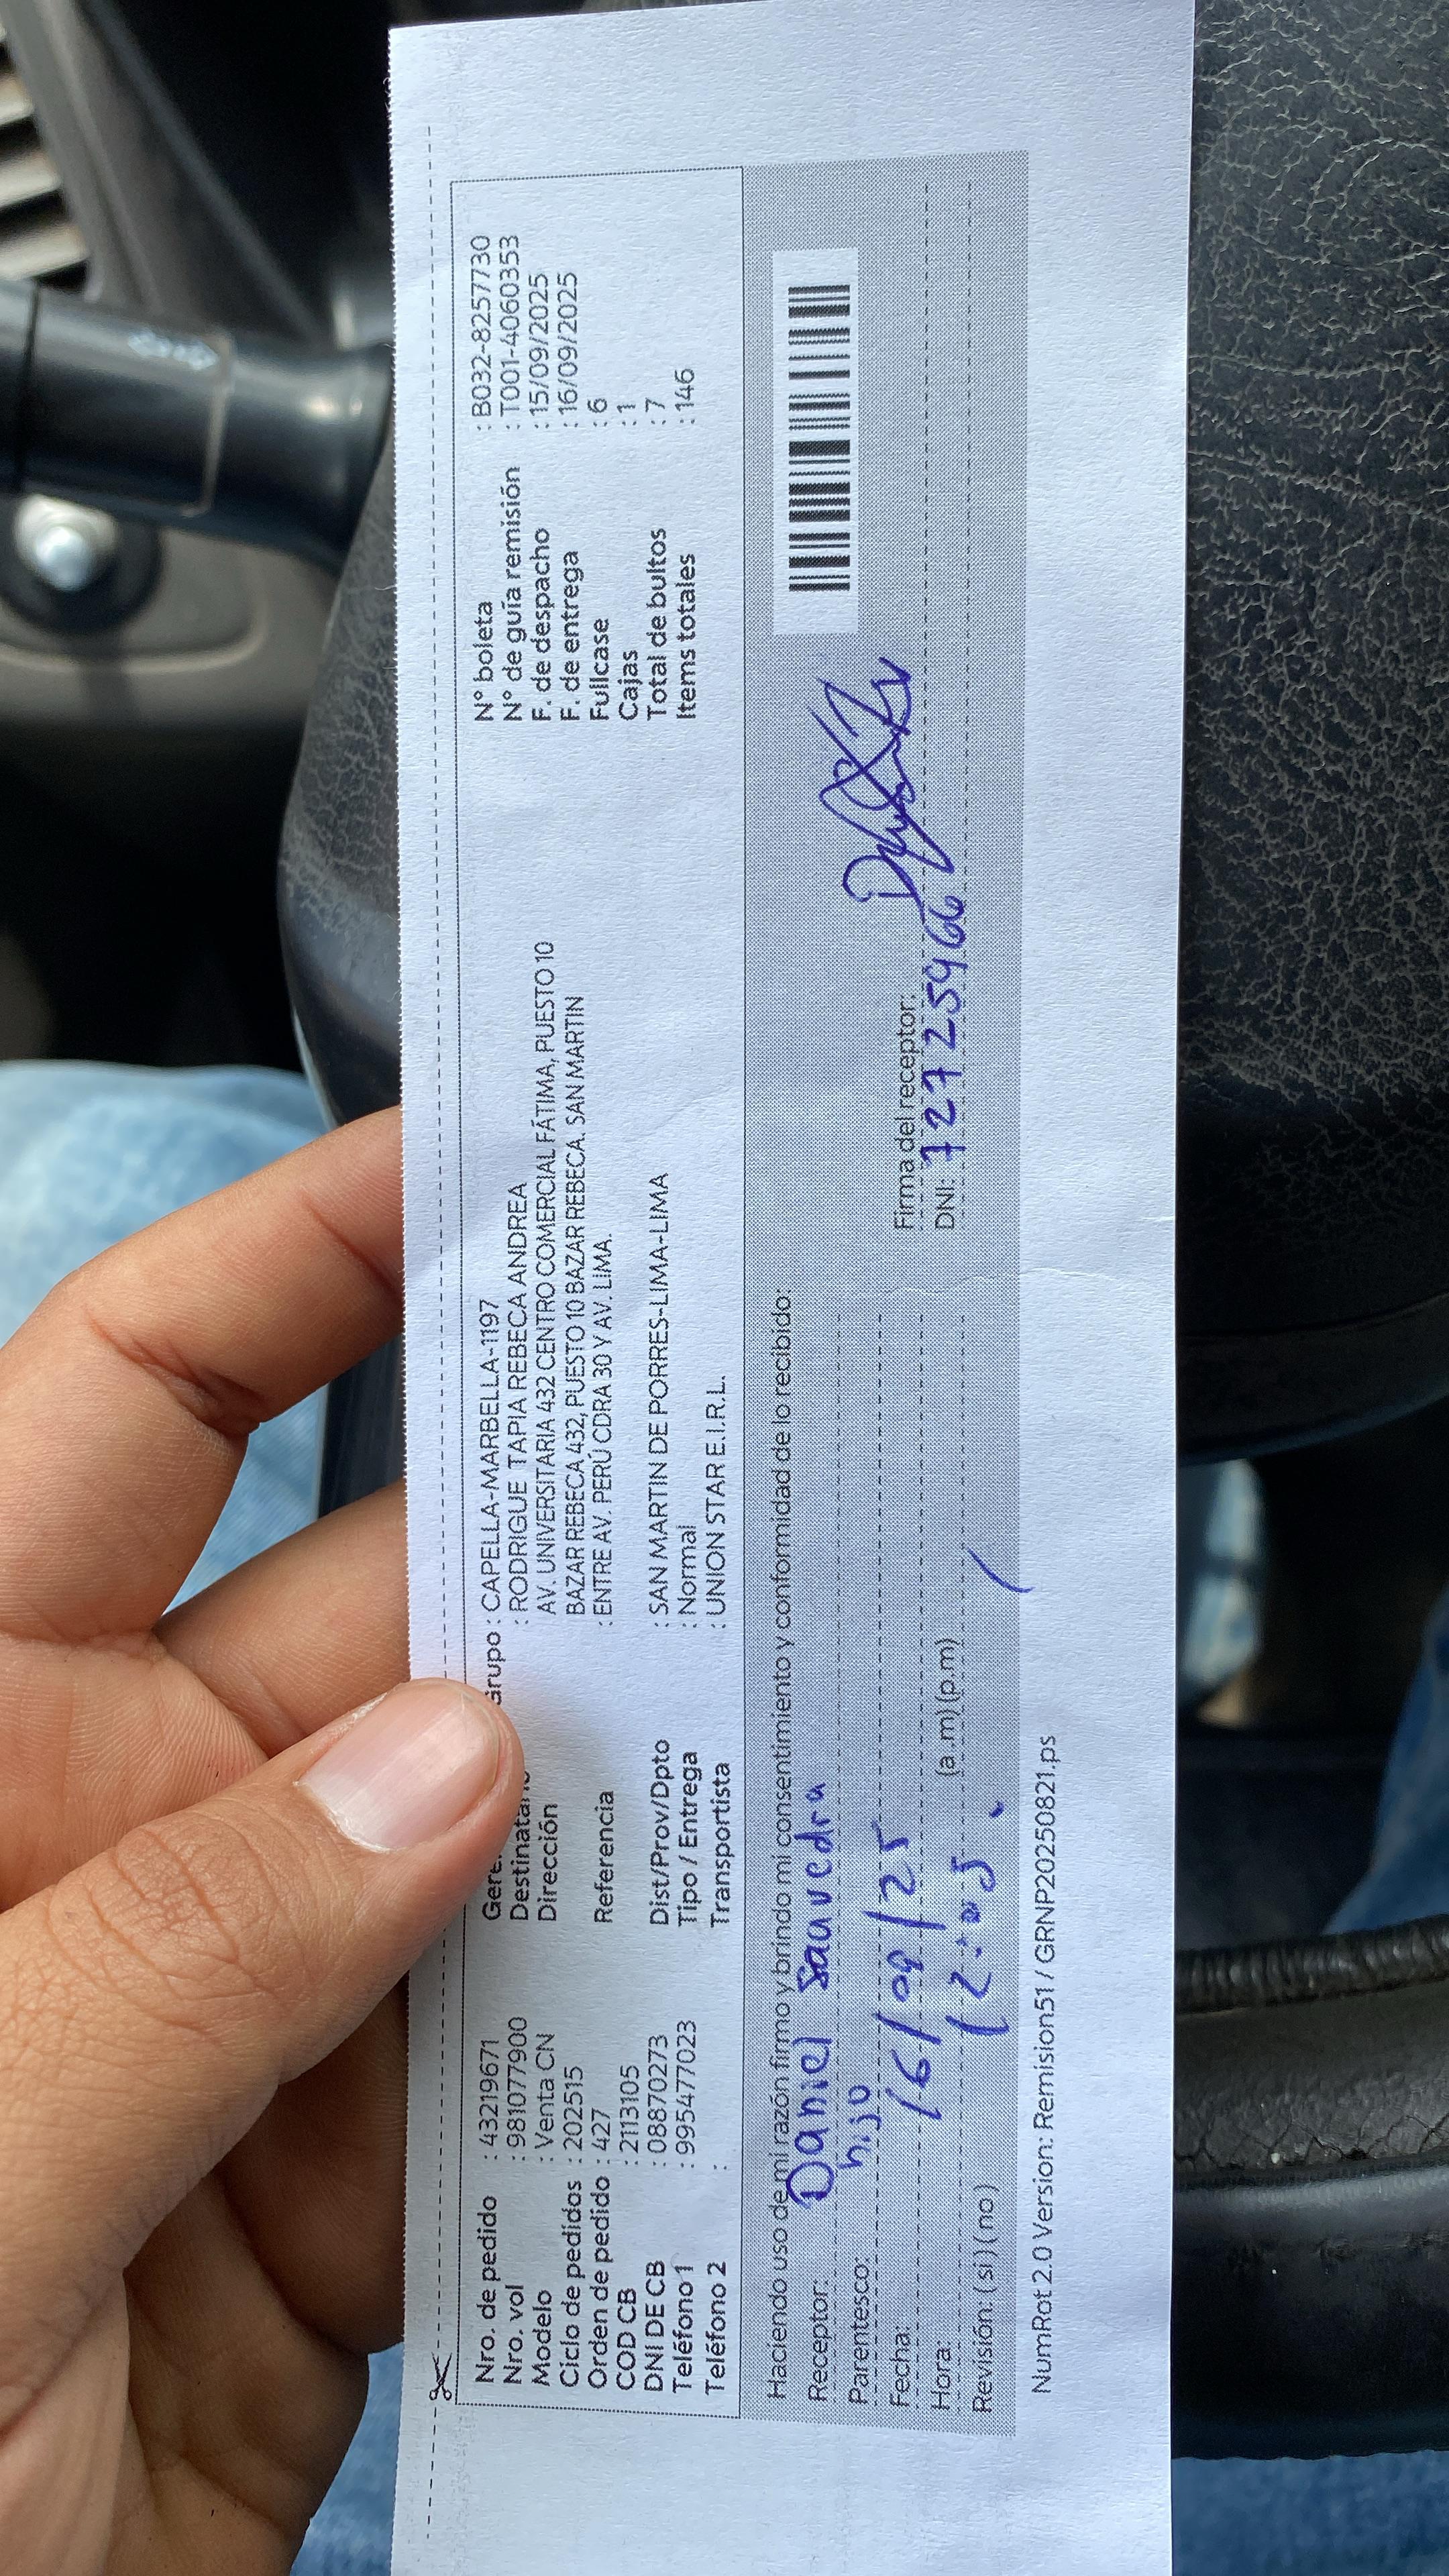 Nro. de pedido : 43219671
Nro. vol : 981077900
Modelo : Venta CN
Ciclo de pedidos : 202515
Orden de pedido : 427
COD CB : 2113105
DNI DE CB : 08870273
Teléfono 1 : 995477023
Teléfono 2 :
Grupo : CAPELLA-MARBELLA-1197
Destinatario : RODRIGUE TAPIA REBECA ANDREA
Dirección AV. UNIVERSITARIA 432 CENTRO COMERCIAL FÁTIMA, PUESTO 10
BAZAR REBECA 432, PUESTO 10 BAZAR REBECA. SAN MARTIN
Referencia : ENTRE AV. PERÚ CDRA 30 Y AV. LIMA.
Dist/Prov/Dpto : SAN MARTIN DE PORRES-LIMA-LIMA
Tipo / Entrega : Normal
Transportista : UNION STAR E.I.R.L.
N° boleta : B032-8257730
N° de guía remisión : T001-4060353
F. de despacho : 15/09/2025
F. de entrega : 16/09/2025
Fullcase : 6
Cajas : 1
Total de bultos : 7
Items totales : 146
Haciendo uso de mi razón firmo y brindo mi consentimiento y conformidad de lo recibido:
Receptor: Daniel Saavedra
Parentesco: hijo
Fecha: 16/09/25
Hora: (a .m) (p.m)
Revisión: ( si ) ( no )
Firma del receptor:
DNI: 72725966
NumRot 2.0 Version: Remision51 / GRNP20250821.ps